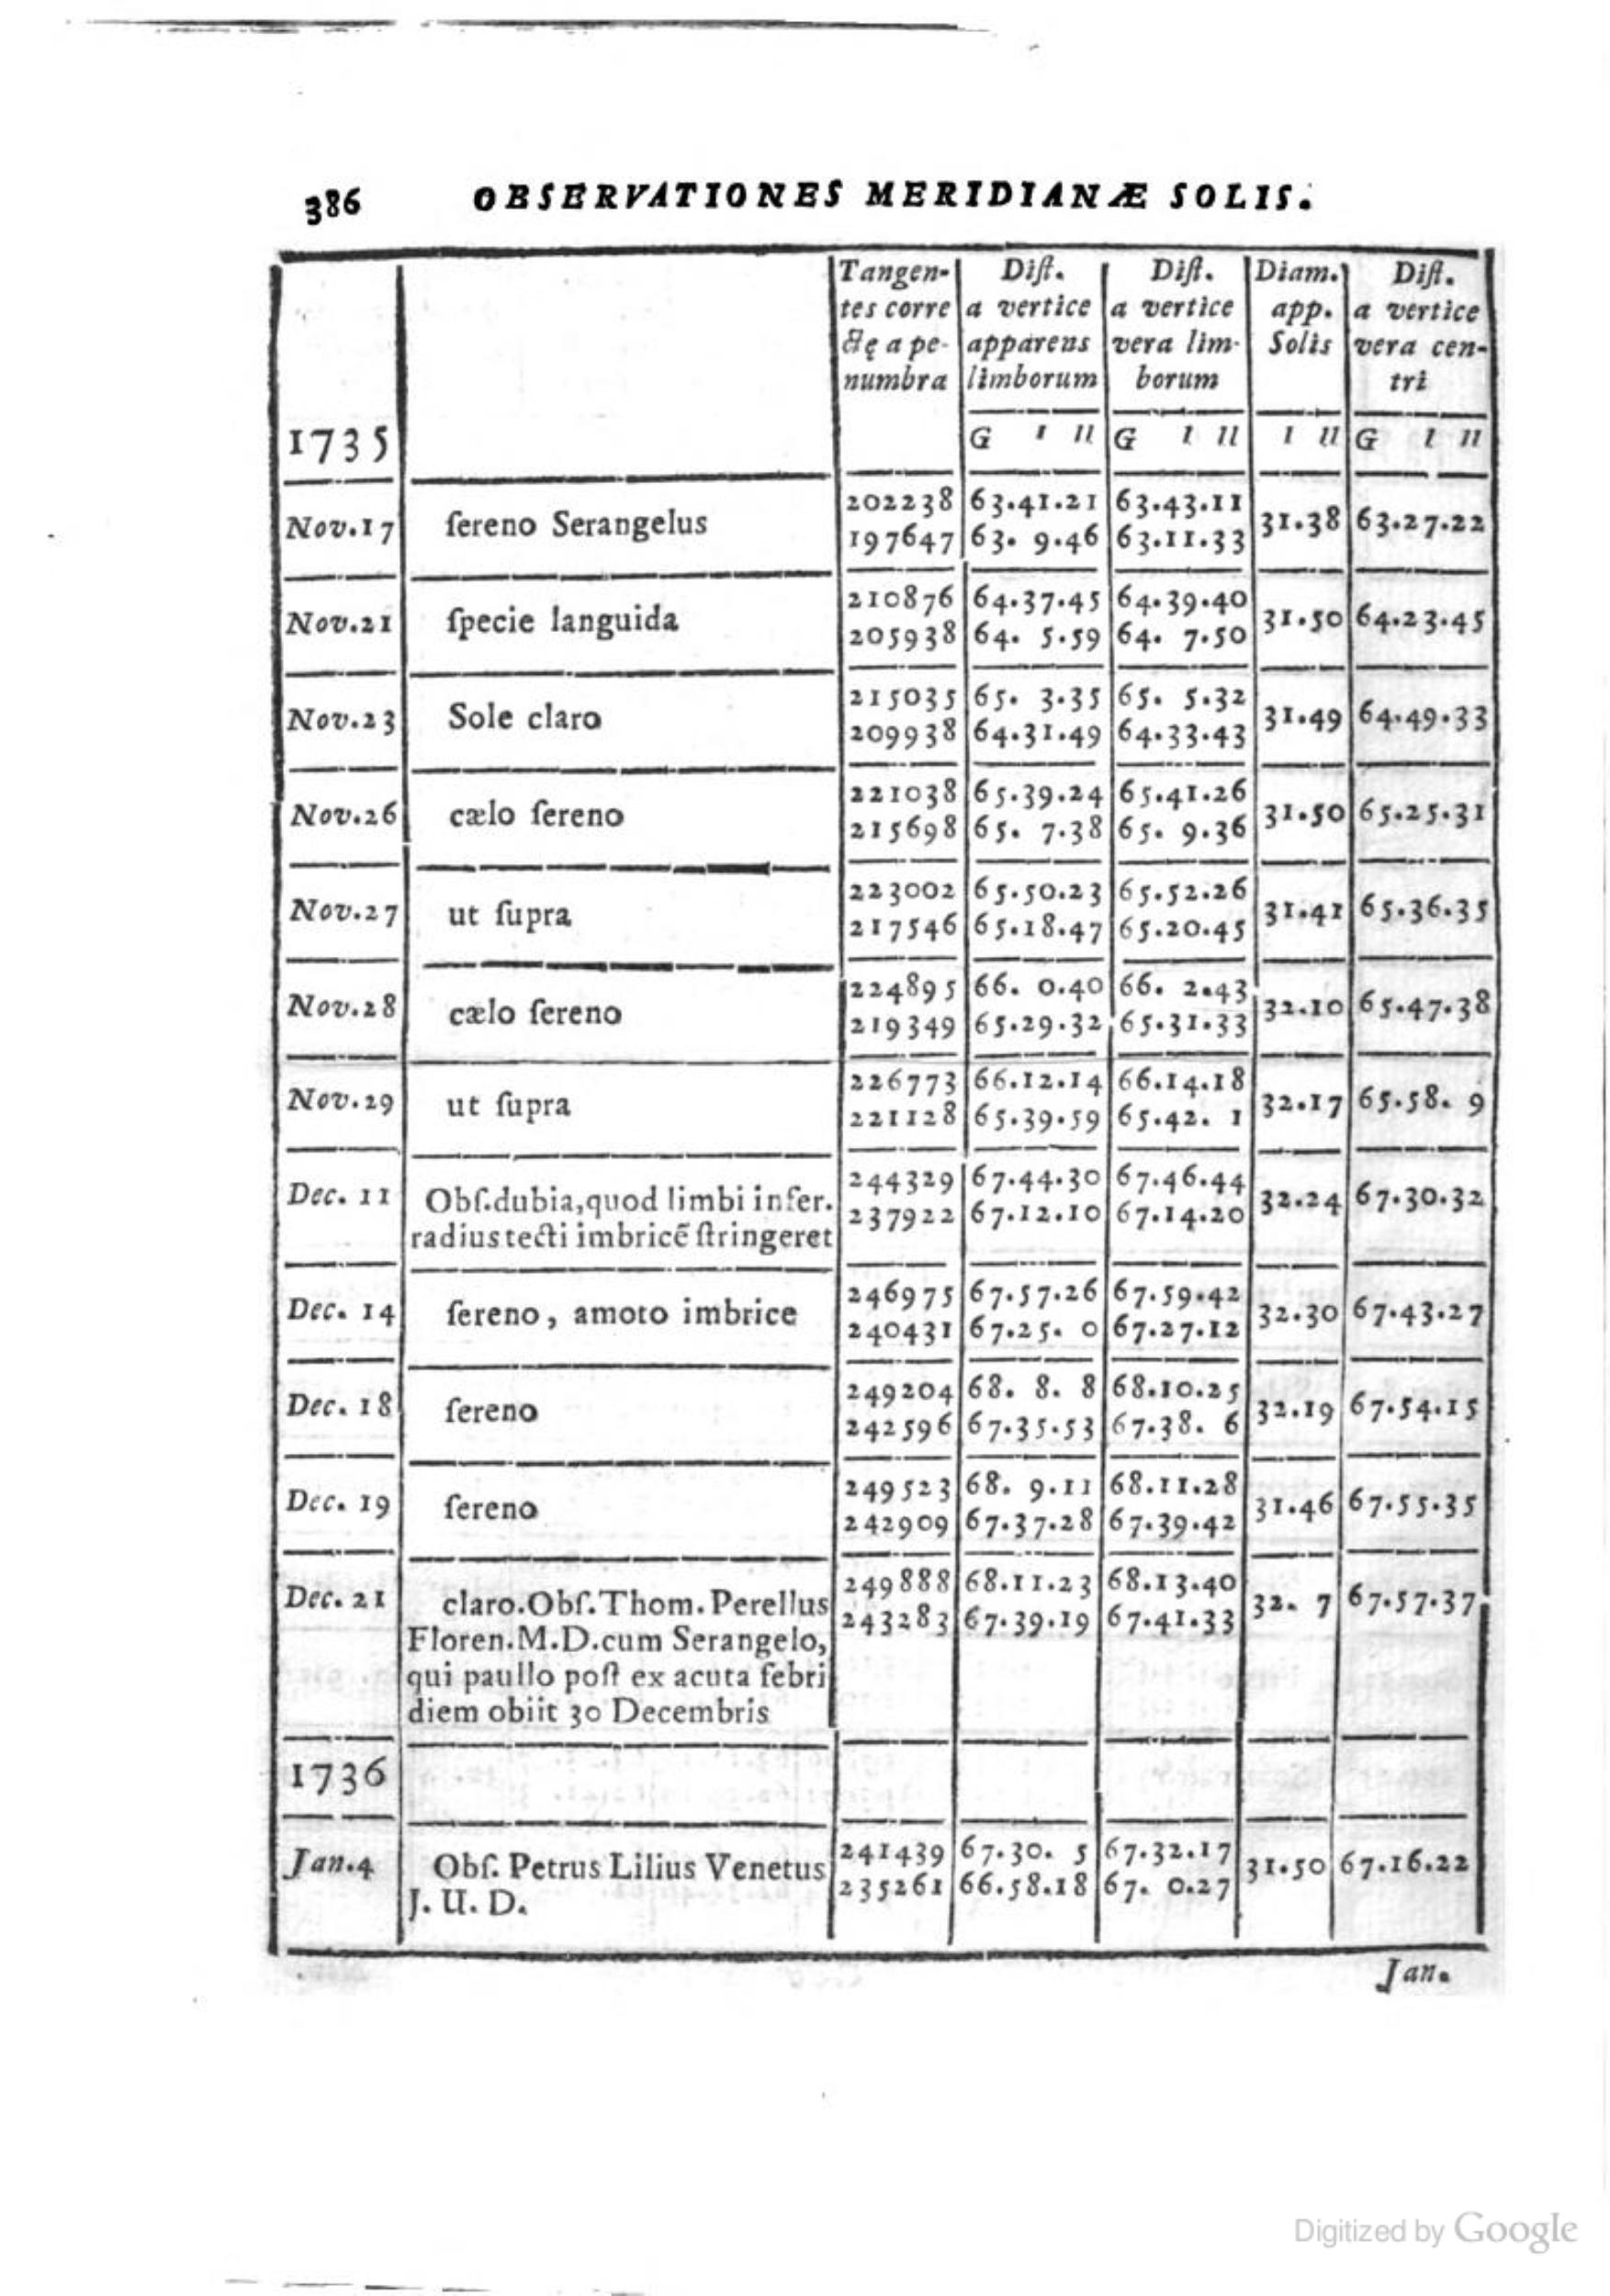 386 OBSERVATIONES MERIDIANÆ SOLIS.
Tangen- Diſt. Diſt. Diam. Diſt.
tes corre a vertice a vertice app. a vertice
ctę a pe- apparens vera lim- Solis vera cen-
numbra limborum borum tri
1735 G ı ıı G ı ıı ı ıı G ı ıı
202238 63.41.21 63.43.11
Nov.17 ſereno Serangelus 31.38 63.27.22
197647 63. 9.46 63.11.33
210876 64.37.45 64.39.40
Nov.21 ſpecie languida 31.50 64.23.45
205938 64. 5.59 64. 7.50
215035 65. 3.35 65. 5.32
Nov.23 Sole claro 31.49 64.49.33
209938 64.31.49 64.33.43
221038 65.39.24 65.41.26
Nov.26 cælo ſereno 31.50 65.25.31
215698 65. 7.38 65. 9.36
223002 65.50.23 65.52.26
Nov.27 ut ſupra 31.41 65.36.35
217546 65.18.47 65.20.45
224895 66. 0.40 66. 2.43
Nov.28 cælo ſereno 32.10 65.47.38
219349 65.29.32 65.31.33
226773 66.12.14 66.14.18
Nov.29 ut ſupra 32.17 65.58. 9
221128 65.39.59 65.42. 1
244329 67.44.30 67.46.44
Dec. 11 Obſ.dubia,quod limbi infer. 32.24 67.30.32
237922 67.12.10 67.14.20
radius tecti imbricē ſtringeret
246975 67.57.26 67.59.42
Dec. 14 ſereno, amoto imbrice 32.30 67.43.27
240431 67.25. 0 67.27.12
249204 68. 8. 8 68.10.25
Dec. 18 ſereno 32.19 67.54.15
242596 67.35.53 67.38. 6
249523 68. 9.11 68.11.28
Dec. 19 ſereno 31.46 67.55.35
242909 67.37.28 67.39.42
249888 68.11.23 68.13.40
Dec. 21 claro.Obſ.Thom.Perellus 32. 7 67.57.37
243283 67.39.19 67.41.33
Floren.M.D.cum Serangelo,
qui paullo poſt ex acuta febri
diem obiit 30 Decembris
1736
241439 67.30. 5 67.32.17
Jan.4 Obſ. Petrus Lilius Venetus 31.50 67.16.22
235261 66.58.18 67. 0.27
J. U. D.
Jan.
Digitized by Google